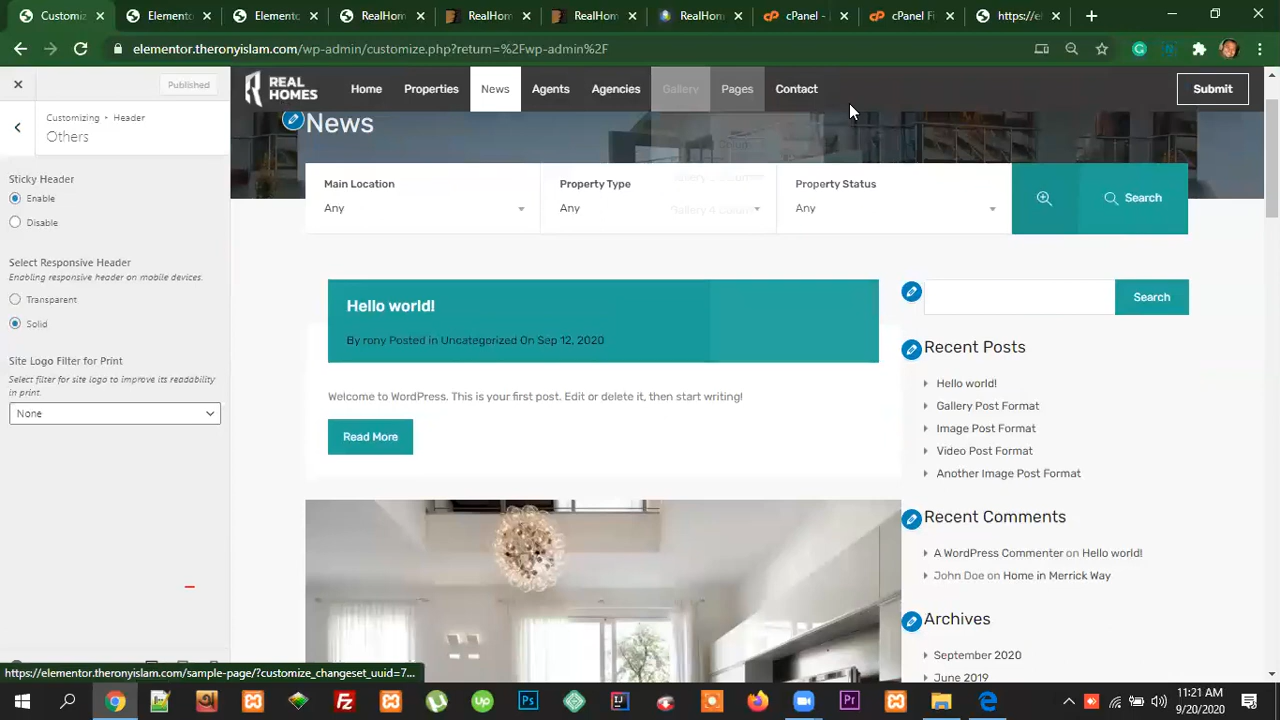 Customiz
Element
Element
RealHom
RealHom
PropertyH
RealHom
cPanel -
cPanel F
https://el
elementor.theronyislam.com/wp-admin/customize.php?return=%2Fwp-admin%2F
Published
REAL
HOMES
Home
Properties
News
Agents
Agencies
Gallery
Pages
Contact
Submit
Customizing • Header
Others
News
Main Location
Any
Property Type
Any
Property Status
Any
Search
Sticky Header
Enable
Disable
Select Responsive Header
Enabling responsive header on mobile devices.
Transparent
Solid
Site Logo Filter for Print
Select filter for site logo to improve its readability
in print.
None
Hello world!
By rony Posted in Uncategorized On Sep 12, 2020
Welcome to WordPress. This is your first post. Edit or delete it, then start writing!
Read More
Search
Recent Posts
Hello world!
Gallery Post Format
Image Post Format
Video Post Format
Another Image Post Format
Recent Comments
A WordPress Commenter on Hello world!
John Doe on Home in Merrick Way
Archives
September 2020
June 2019
https://elementor.theronyislam.com/sample-page/?customize_changeset_uuid=7...
11:21 AM
9/20/2020